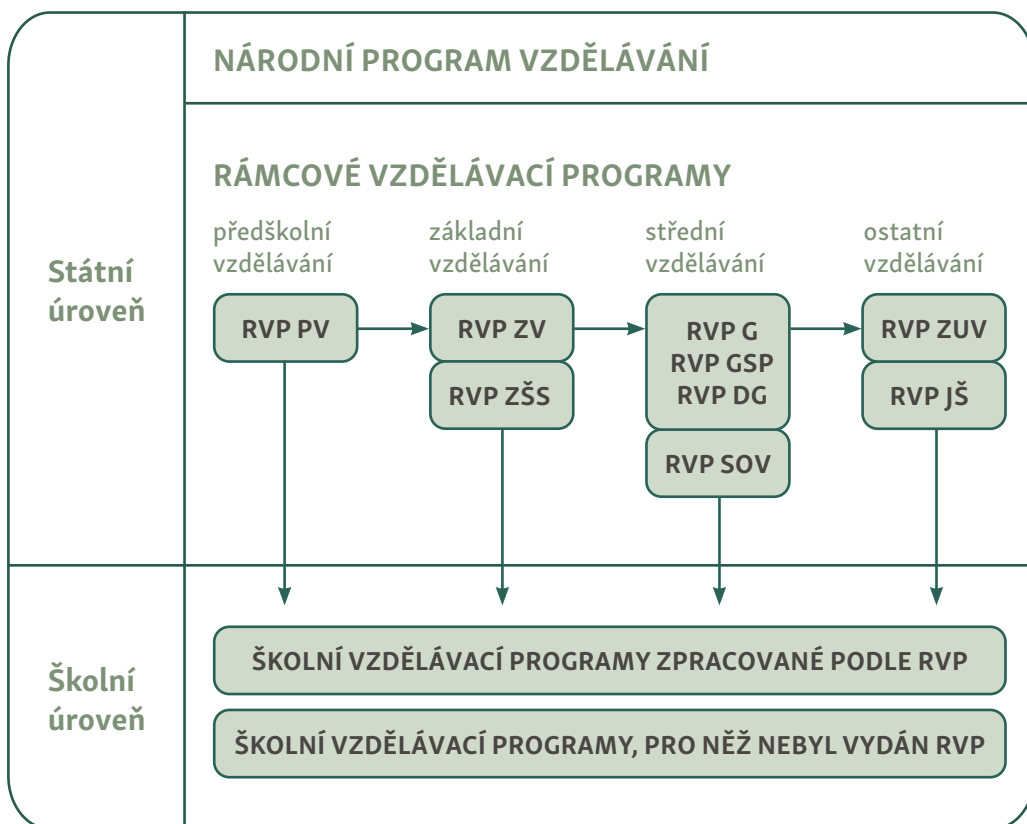 NÁRODNÍ PROGRAM VZDĚLÁVÁNÍ
RÁMCOVÉ VZDĚLÁVACÍ PROGRAMY
Státní
úroveň
předškolní
vzdělávání
základní
vzdělávání
střední
vzdělávání
ostatní
vzdělávání
RVP PV
RVP ZV
RVP ZŠS
RVP G
RVP GSP
RVP DG
RVP SOV
RVP ZUV
RVP JŠ
Školní
úroveň
ŠKOLNÍ VZDĚLÁVACÍ PROGRAMY ZPRACOVANÉ PODLE RVP
ŠKOLNÍ VZDĚLÁVACÍ PROGRAMY, PRO NĚŽ NEBYL VYDÁN RVP